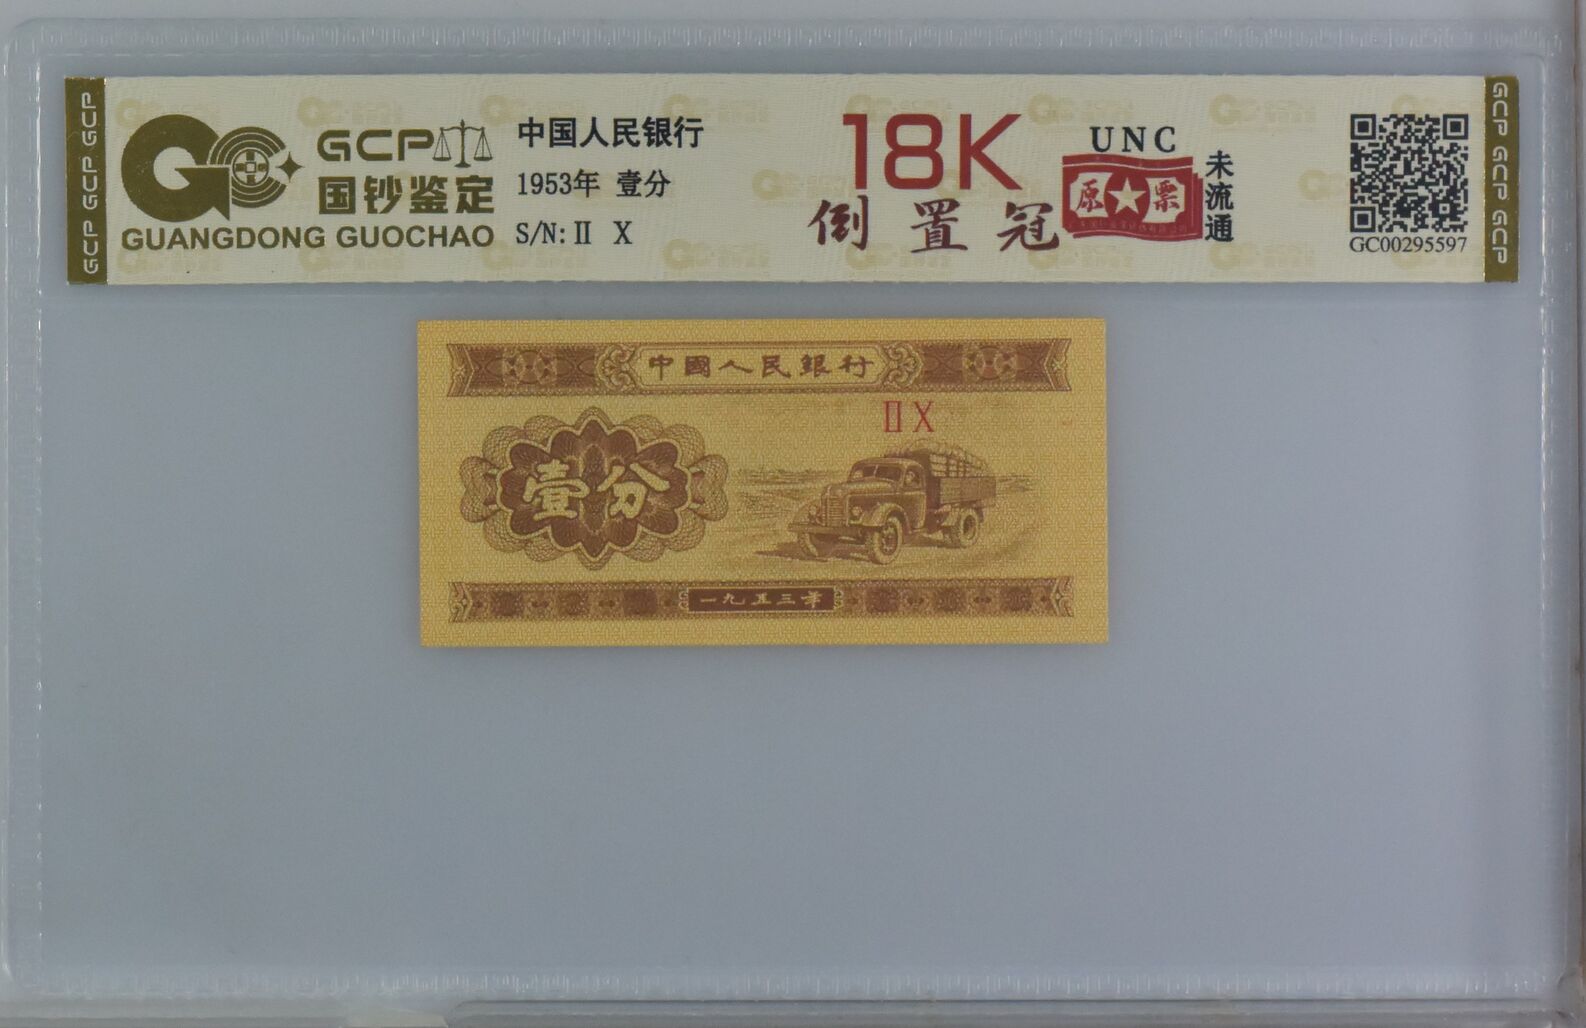 GCP GCP GCP
GCP
国钞鉴定
GUANGDONG GUOCHAO
中国人民银行
1953年 壹分
S/N: II X
18K
倒置冠
UNC
原★票
未流通
GC00295597
GCP GCP GCP
中國人民銀行
II X
壹分
一九五三年